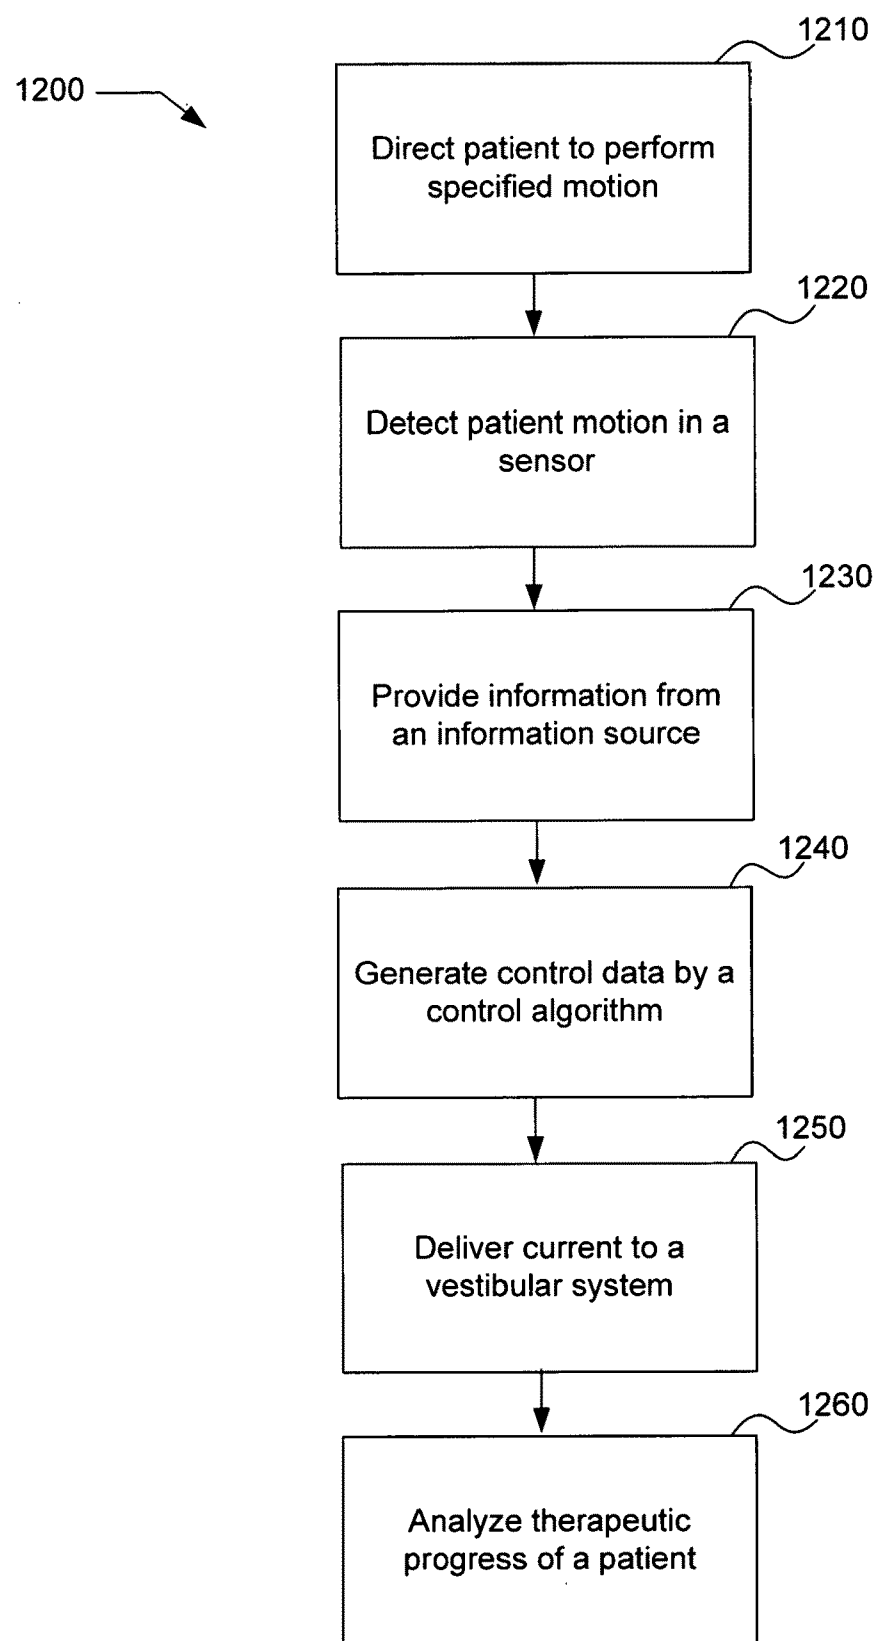 1210
1200
Direct patient to perform
specified motion
1220
Detect patient motion in a
sensor
1230
Provide information from
an information source
1240
Generate control data by a
control algorithm
1250
Deliver current to a
vestibular system
1260
Analyze therapeutic
progress of a patient